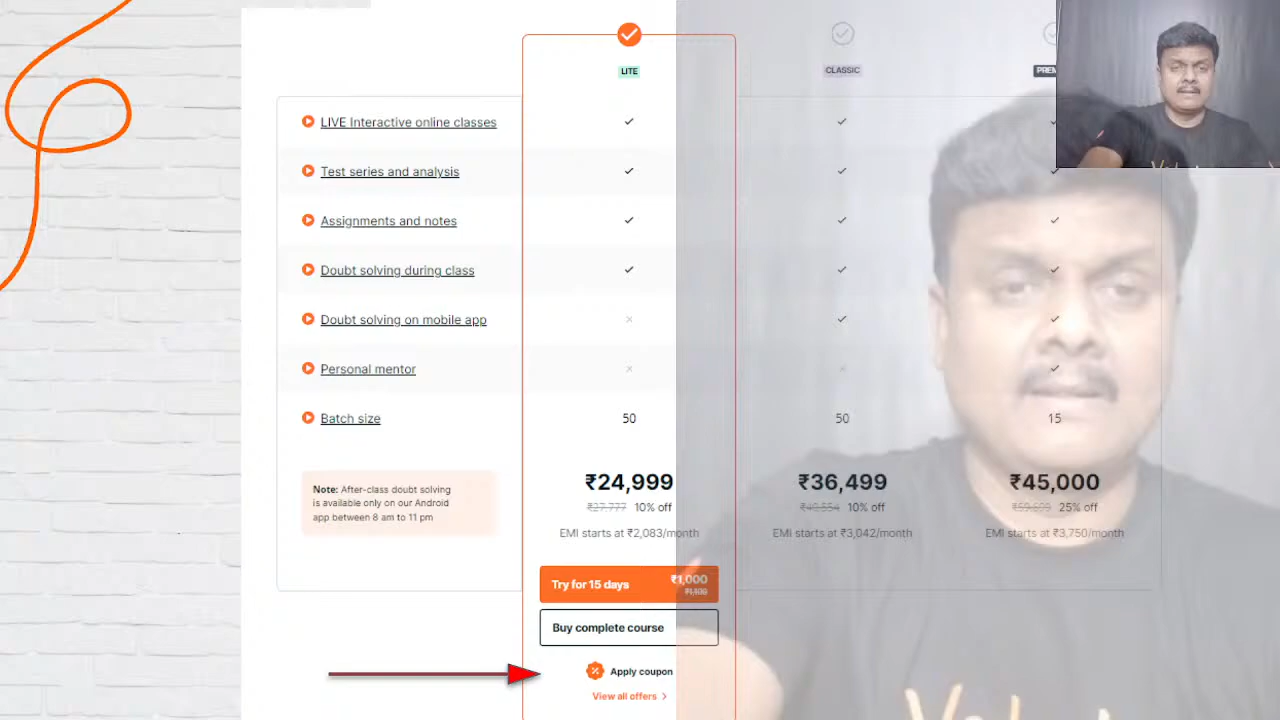 LITE
CLASSIC
LIVE Interactive online classes
Test series and analysis
Assignments and notes
Doubt solving during class
Doubt solving on mobile app
Personal mentor
Batch size
50
50
15
Note: After-class doubt solving
is available only on our Android
app between 8 am to 11 pm
₹24,999
₹27,777 10% off
EMI starts at ₹2,083/month
₹36,499
₹40,554 10% off
EMI starts at ₹3,042/month
₹45,000
25% off
EMI starts at ₹3,750/month
Try for 15 days
₹1,000
Buy complete course
Apply coupon
View all offers >